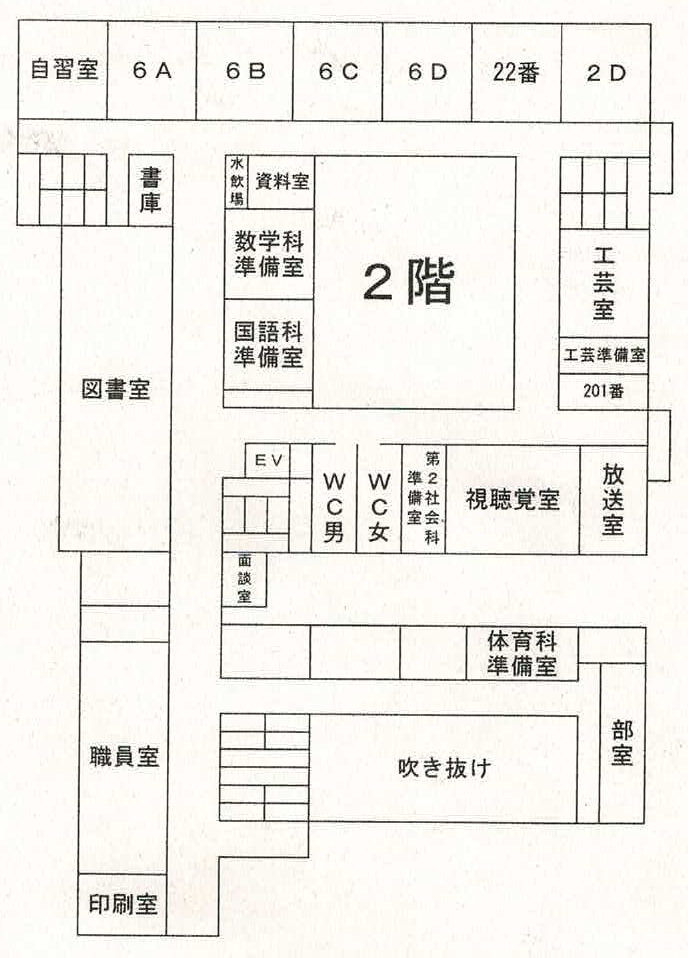 自習室
6A
6B
6C
6D
22番
2D
書庫
水飲場
資料室
数学科
準備室
国語科
準備室
2階
工芸室
工芸準備室
201番
図書室
EV
WC男
WC女
第2社会科
準備室
視聴覚室
放送室
面談室
体育科
準備室
職員室
吹き抜け
部室
印刷室